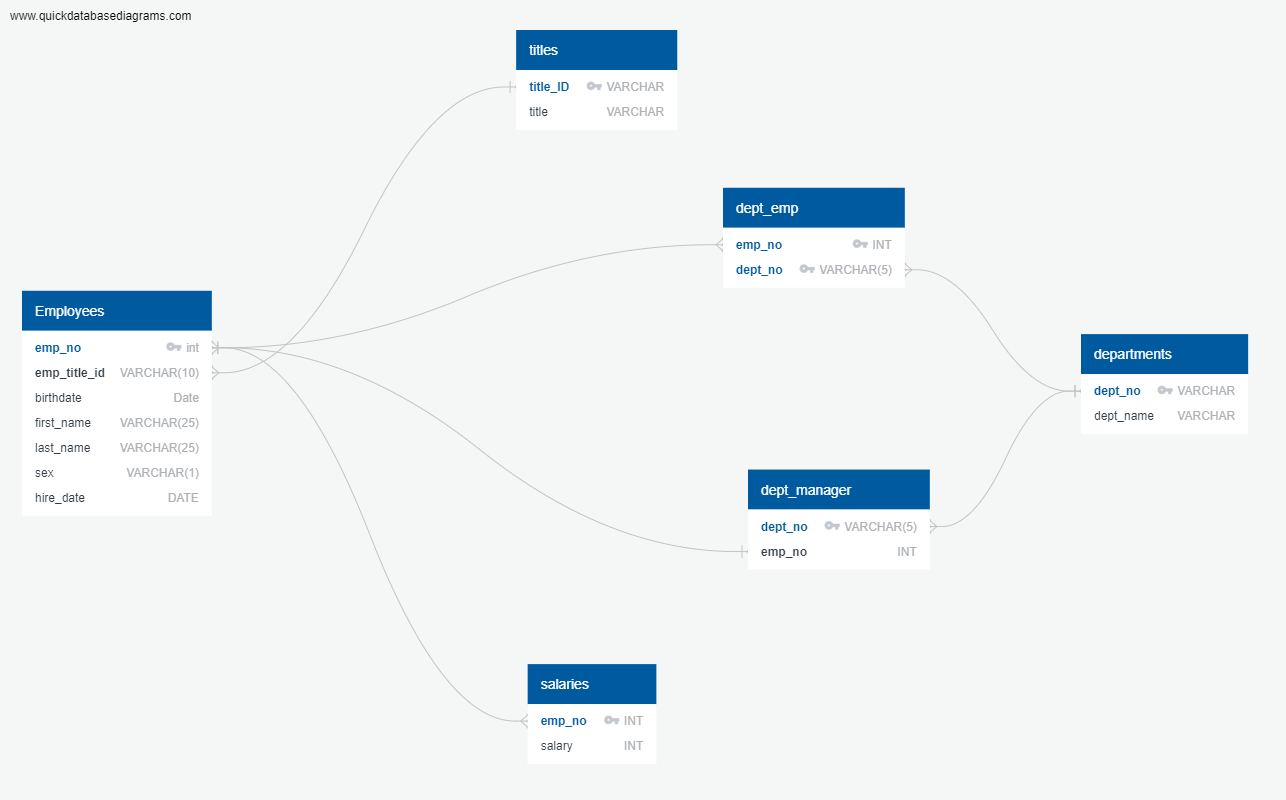 www.quickdatabasediagrams.com
titles
title_ID VARCHAR
title VARCHAR
dept_emp
emp_no INT
dept_no VARCHAR(5)
Employees
emp_no int
emp_title_id VARCHAR(10)
birthdate Date
first_name VARCHAR(25)
last_name VARCHAR(25)
sex VARCHAR(1)
hire_date DATE
departments
dept_no VARCHAR
dept_name VARCHAR
dept_manager
dept_no VARCHAR(5)
emp_no INT
salaries
emp_no INT
salary INT